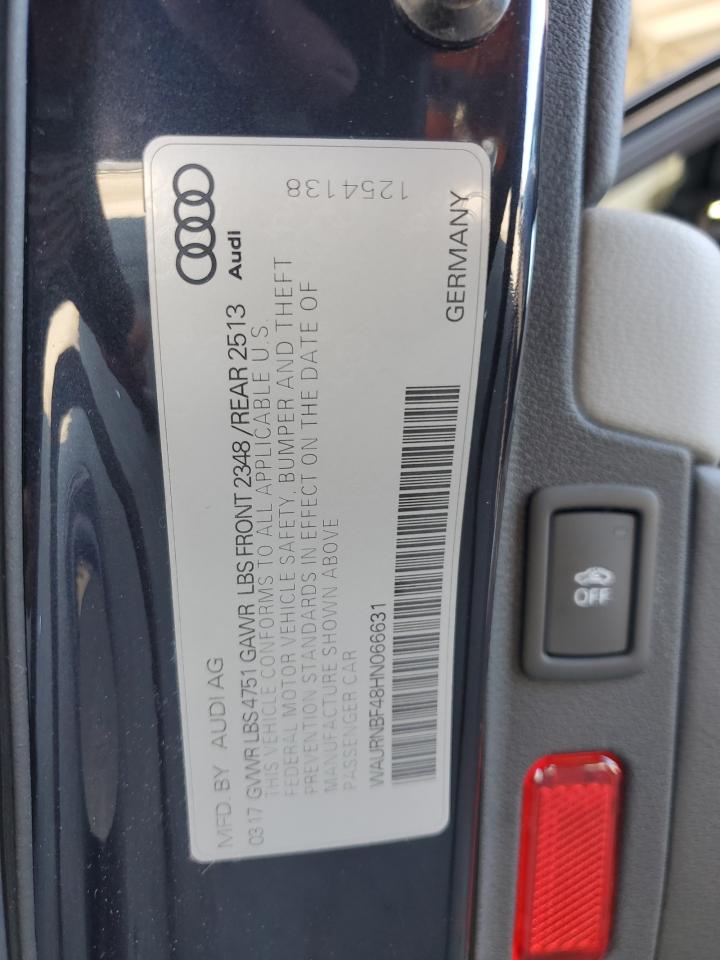 Audi
1254138
MFD. BY AUDI AG
03 17 GVWR LBS 4751 GAWR LBS FRONT 2348 /REAR 2513
THIS VEHICLE CONFORMS TO ALL APPLICABLE U.S.
FEDERAL MOTOR VEHICLE SAFETY, BUMPER AND THEFT
PREVENTION STANDARDS IN EFFECT ON THE DATE OF
MANUFACTURE SHOWN ABOVE
PASSENGER CAR
GERMANY
WAURNBF48HN066631
OFF